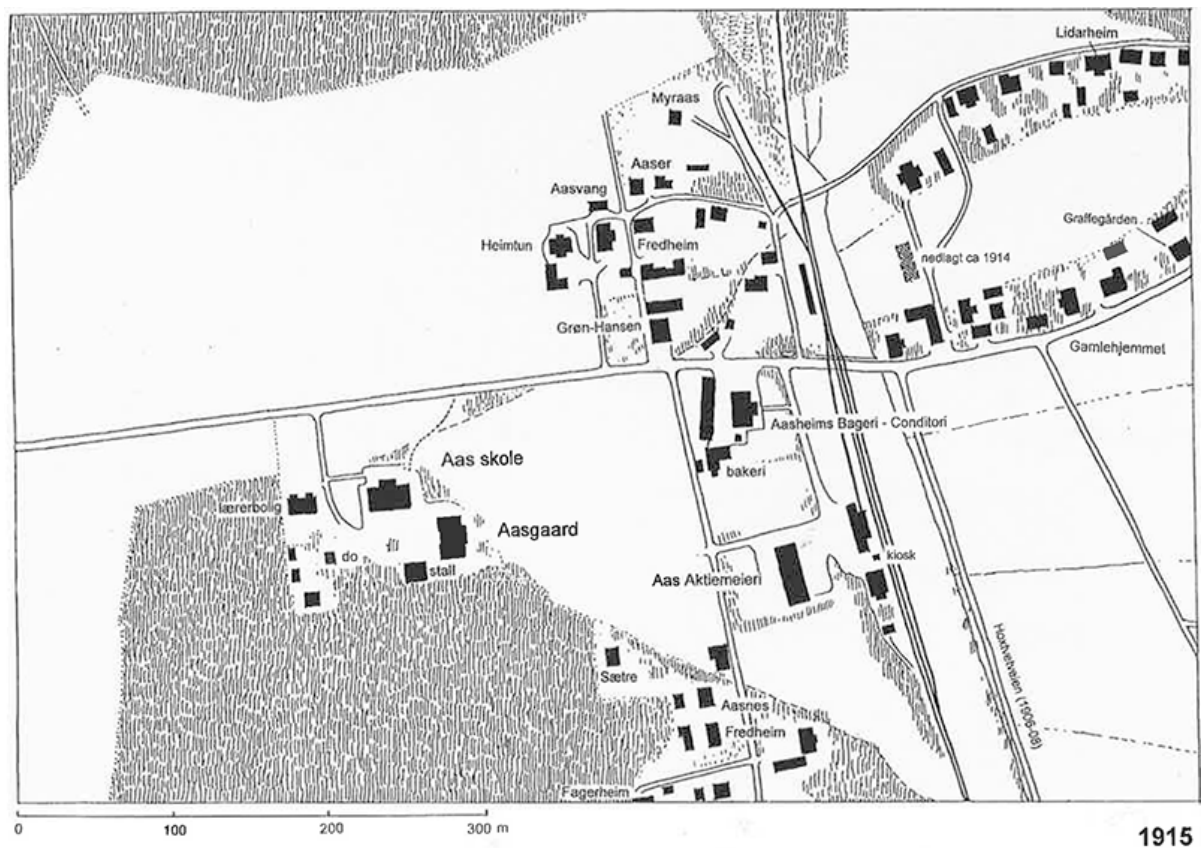 Lidarheim
Myraas
Aaser
Aasvang
Heimtun
Fredheim
Graffegården
nedlagt ca 1914
Grøn-Hansen
Gamlehjemmet
Aasheims Bageri - Conditori
Aas skole
bakeri
lærerbolig
Aasgaard
do
stall
kiosk
Aas Aktiemeieri
Sætre
Aasnes
Fredheim
(1906-08)
Fagerheim
0 100 200 300 m
1915